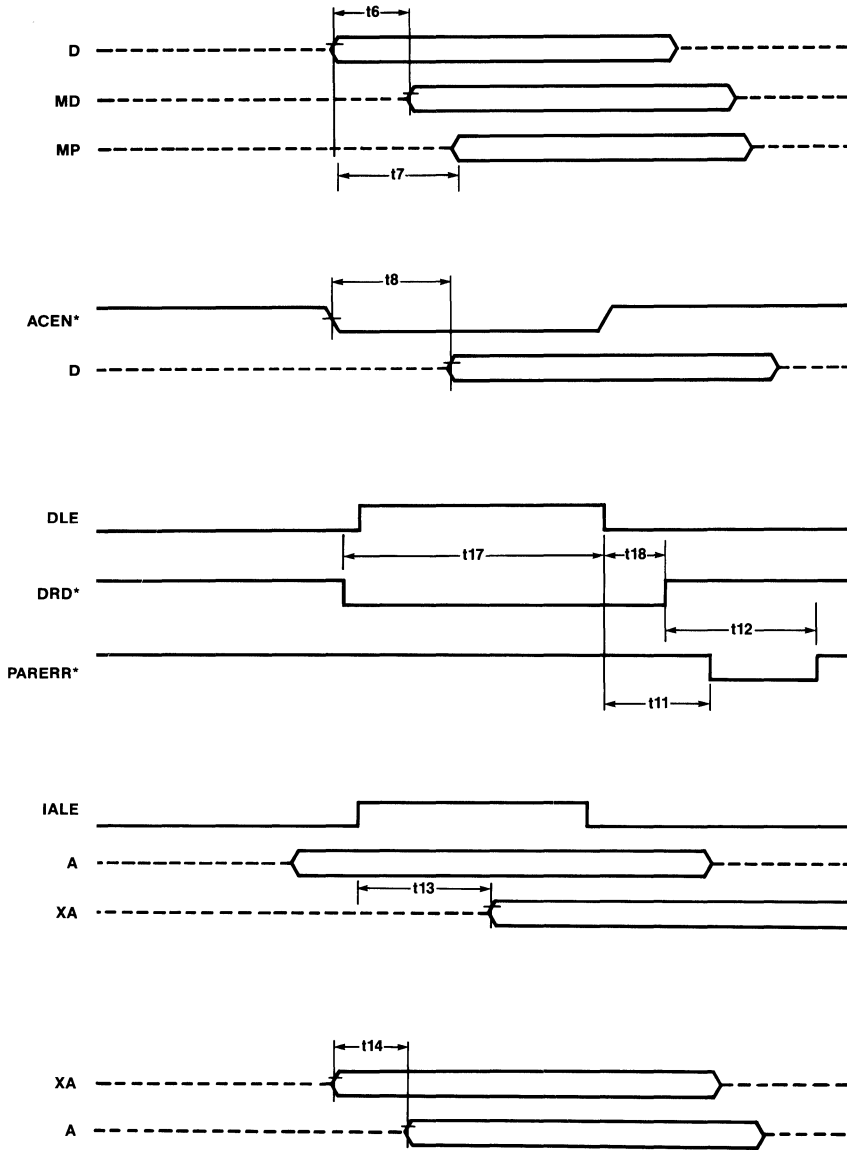 t6
D
MD
MP
t7
t8
ACEN*
D
DLE
t17
t18
DRD*
t12
PARERR*
t11
IALE
A
t13
XA
t14
XA
A